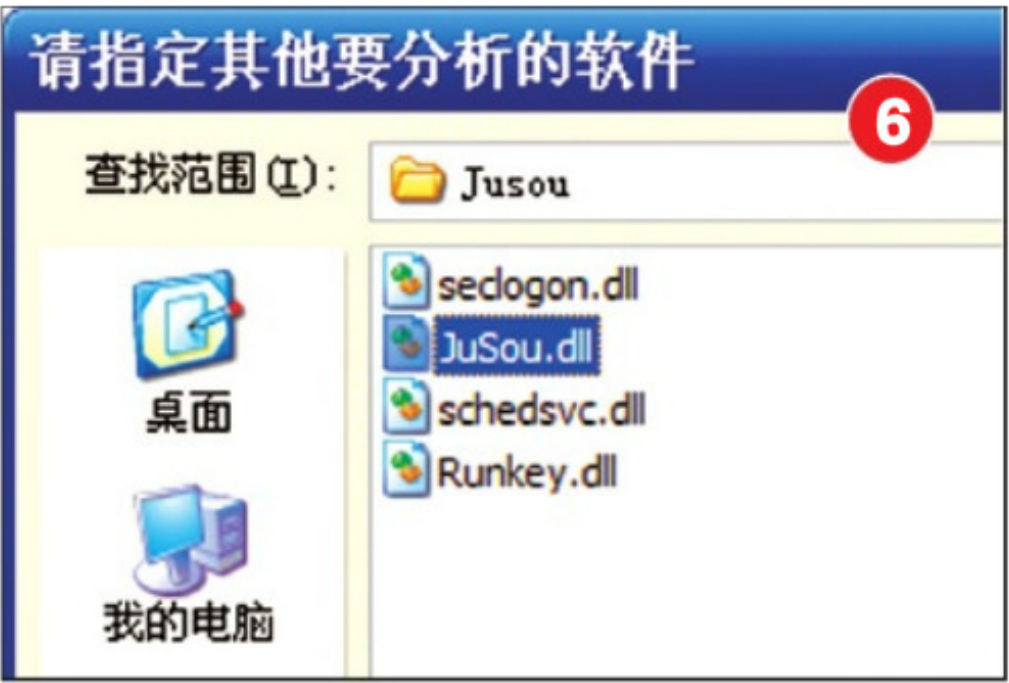 请指定其他要分析的软件
6
查找范围(I):
Jusou
seclogon.dll
JuSou.dll
schedsvc.dll
Runkey.dll
桌面
我的电脑